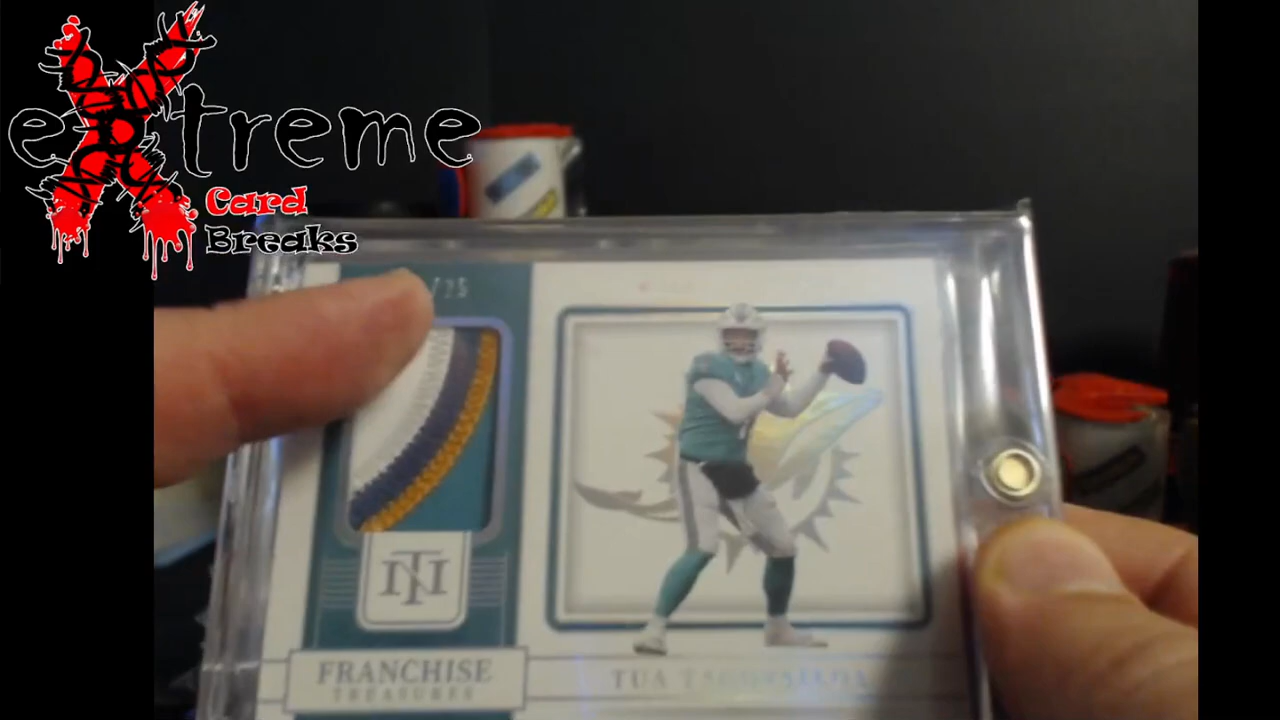 eXtreme
Card
Breaks
/25
NT
FRANCHISE
TREASURES
TUA TAGOVAILOA